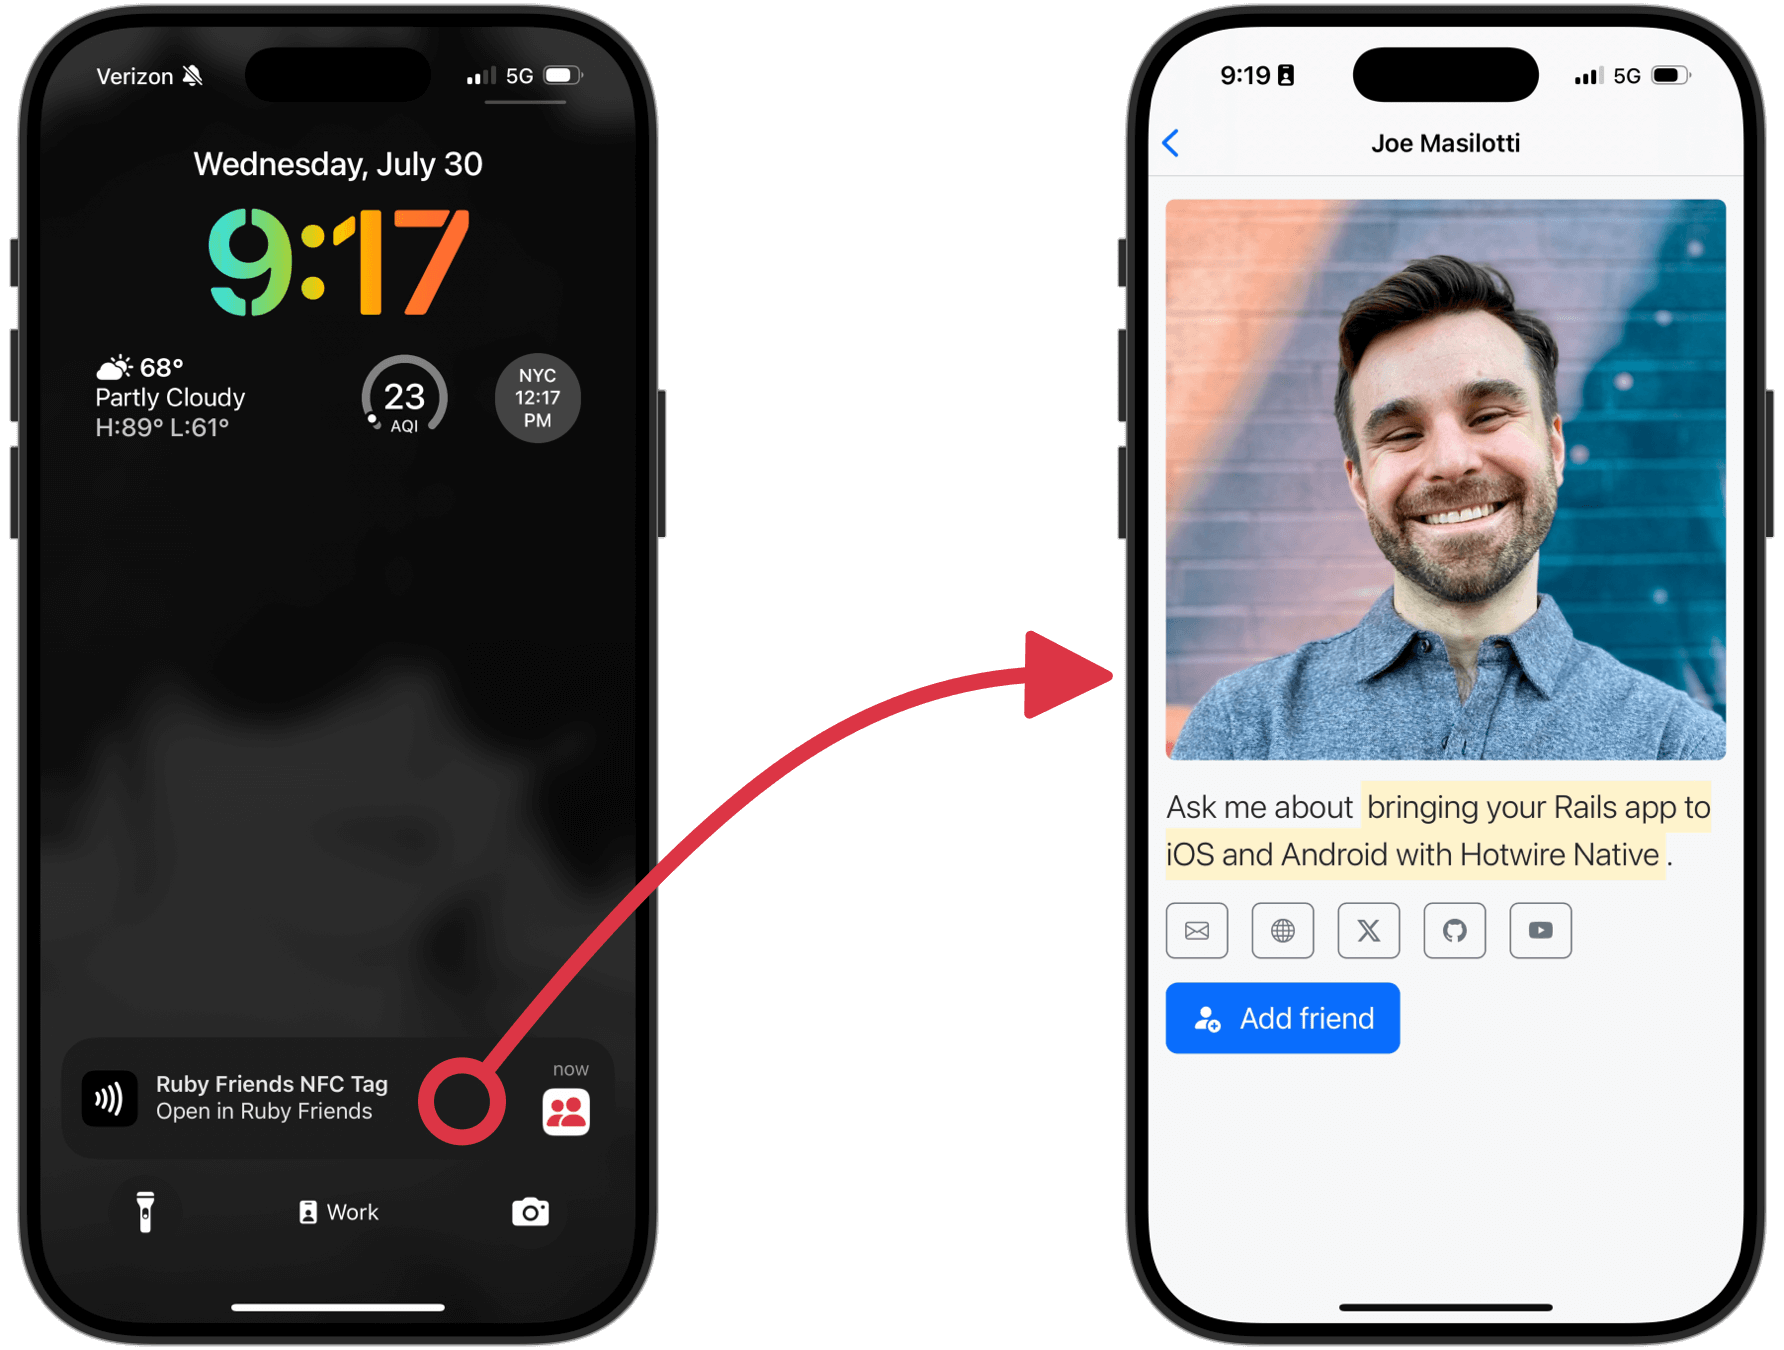 Verizon
5G
Wednesday, July 30
9:17
68°
Partly Cloudy
H:89° L:61°
23
AQI
NYC
12:17
PM
now
Ruby Friends NFC Tag
Open in Ruby Friends
Work
9:19
5G
Joe Masilotti
Ask me about bringing your Rails app to
iOS and Android with Hotwire Native .
X
Add friend